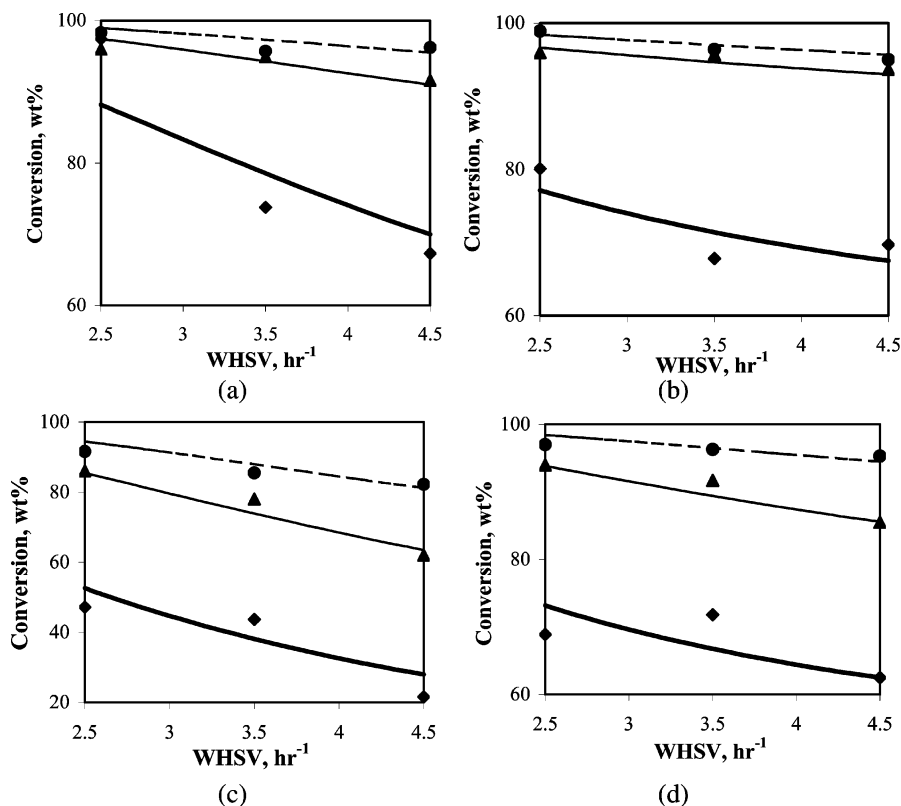 100
80
60
Conversion, wt%
2.5 3 3.5 4 4.5
WHSV, hr⁻¹
(a)
100
80
60
Conversion, wt%
2.5 3 3.5 4 4.5
WHSV, hr⁻¹
(b)
100
80
60
40
20
Conversion, wt%
2.5 3 3.5 4 4.5
WHSV, hr⁻¹
(c)
100
80
60
Conversion, wt%
2.5 3 3.5 4 4.5
WHSV, hr⁻¹
(d)